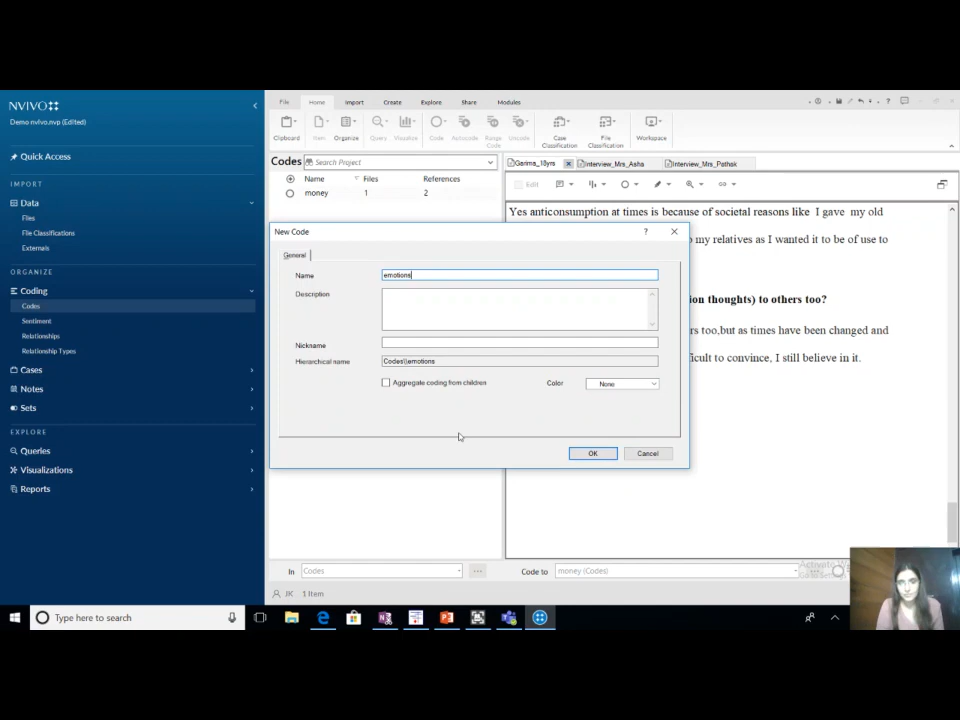 NVIVO
Demo nvivo.nvp (Edited)
File Home Import Create Explore Share Modules
Clipboard Item Organize Query Visualize Code Autocode Range Code Uncode Case Classification File Classification Workspace
Quick Access
IMPORT
Data
Files
File Classifications
Externals
ORGANIZE
Coding
Codes
Sentiment
Relationships
Relationship Types
Cases
Notes
Sets
EXPLORE
Queries
Visualizations
Reports
Codes Search Project
Name Files References
money 1 2
Garima_18yrs Interview_Mrs_Asha Interview_Mrs_Pathak
Edit
Yes anticonsumption at times is because of societal reasons like I gave my old
o my relatives as I wanted it to be of use to
ion thoughts) to others too?
rs too,but as times have been changed and
ficult to convince, I still believe in it.
New Code
General
Name emotions
Description
Nickname
Hierarchical name Codes\\emotions
Aggregate coding from children Color None
OK Cancel
In Codes Code to money (Codes)
JK 1 Item
Type here to search